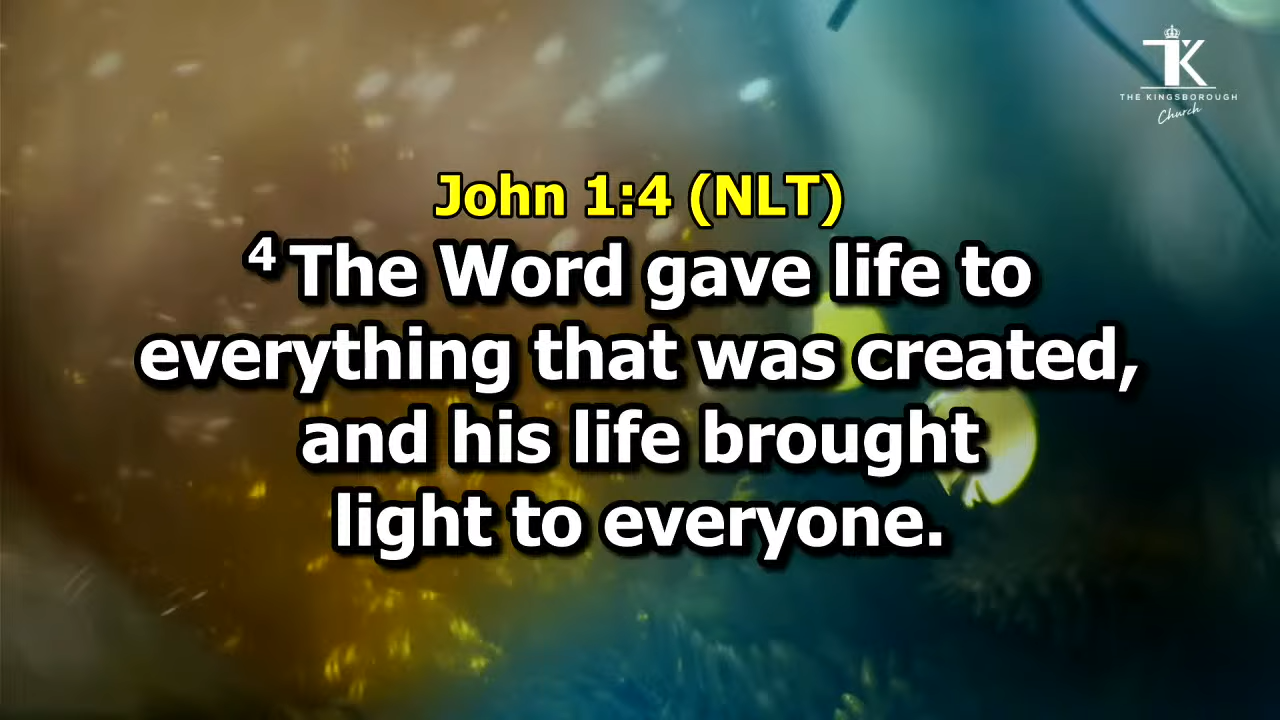 TK
THE KINGSBOROUGH
Church
John 1:4 (NLT)
4 The Word gave life to
everything that was created,
and his life brought
light to everyone.